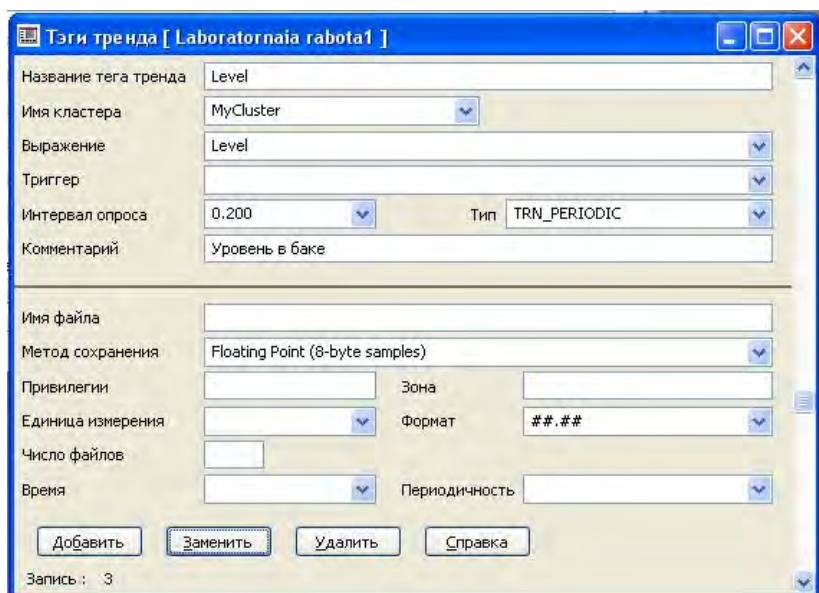 Тэги тренда [ Laboratornaia rabota1 ]
Название тега тренда Level
Имя кластера MyCluster
Выражение Level
Триггер
Интервал опроса 0.200 Тип TRN_PERIODIC
Комментарий Уровень в баке
Имя файла
Метод сохранения Floating Point (8-byte samples)
Привилегии Зона
Единица измерения Формат ##.##
Число файлов
Время Периодичность
Добавить Заменить Удалить Справка
Запись : 3